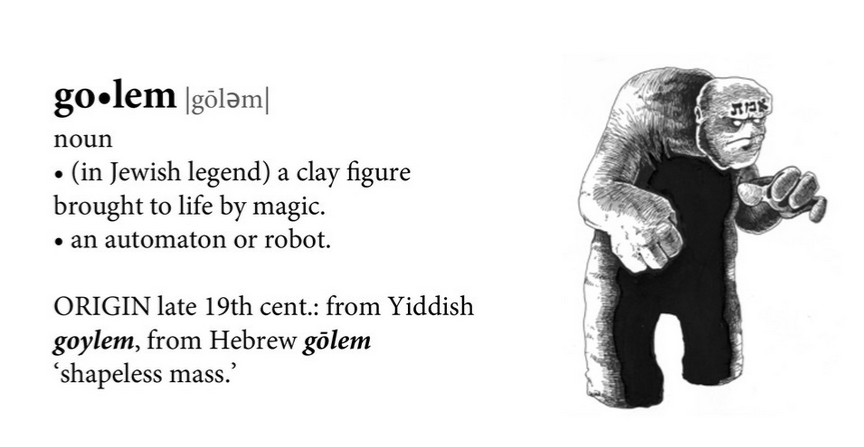 go•lem |gōləm|
noun
• (in Jewish legend) a clay figure
brought to life by magic.
• an automaton or robot.
ORIGIN late 19th cent.: from Yiddish
goylem, from Hebrew gōlem
‘shapeless mass.’
אמת